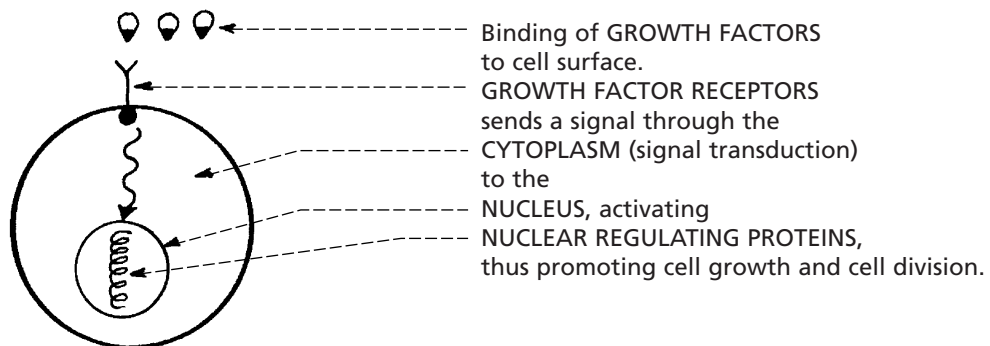 Binding of GROWTH FACTORS
to cell surface.
GROWTH FACTOR RECEPTORS
sends a signal through the
CYTOPLASM (signal transduction)
to the
NUCLEUS, activating
NUCLEAR REGULATING PROTEINS,
thus promoting cell growth and cell division.